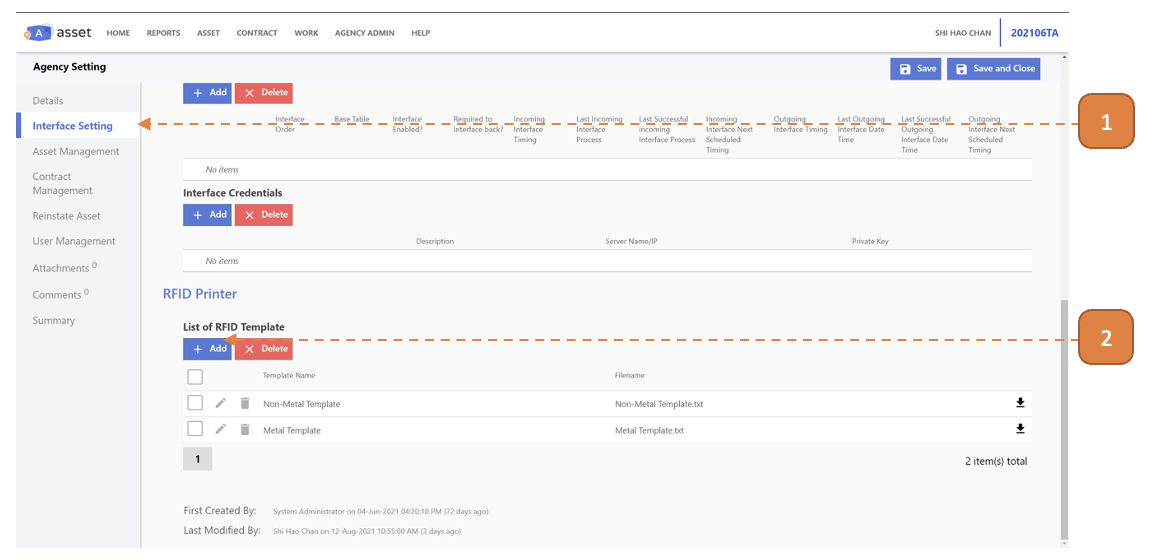 A asset HOME REPORTS ASSET CONTRACT WORK AGENCY ADMIN HELP SHI HAO CHAN 202106TA
Agency Setting Save Save and Close
Details
Interface Setting
Asset Management
Contract
Management
Reinstate Asset
User Management
Attachments 0
Comments 0
Summary
+ Add × Delete
Interface Base Table Interface Required to Incoming Last Incoming Last Successful Incoming Outgoing Last Outgoing Last Successful Outgoing
Order Enabled? Interface back? Interface Interface incoming Interface Next Interface Timing Interface Date Outgoing Interface Next
Timing Process Interface Process Scheduled Time Interface Date Scheduled
Timing Time Timing
1
No items
Interface Credentials
+ Add × Delete
Description Server Name/IP Private Key
No items
RFID Printer
List of RFID Template
+ Add × Delete
2
Template Name Filename
Non-Metal Template Non-Metal Template.txt
Metal Template Metal Template.txt
1 2 item(s) total
First Created By: System Administrator on 04-Jun-2021 04:20:10 PM (72 days ago)
Last Modified By: Shi Hao Chan on 12-Aug-2021 10:55:00 AM (3 days ago)